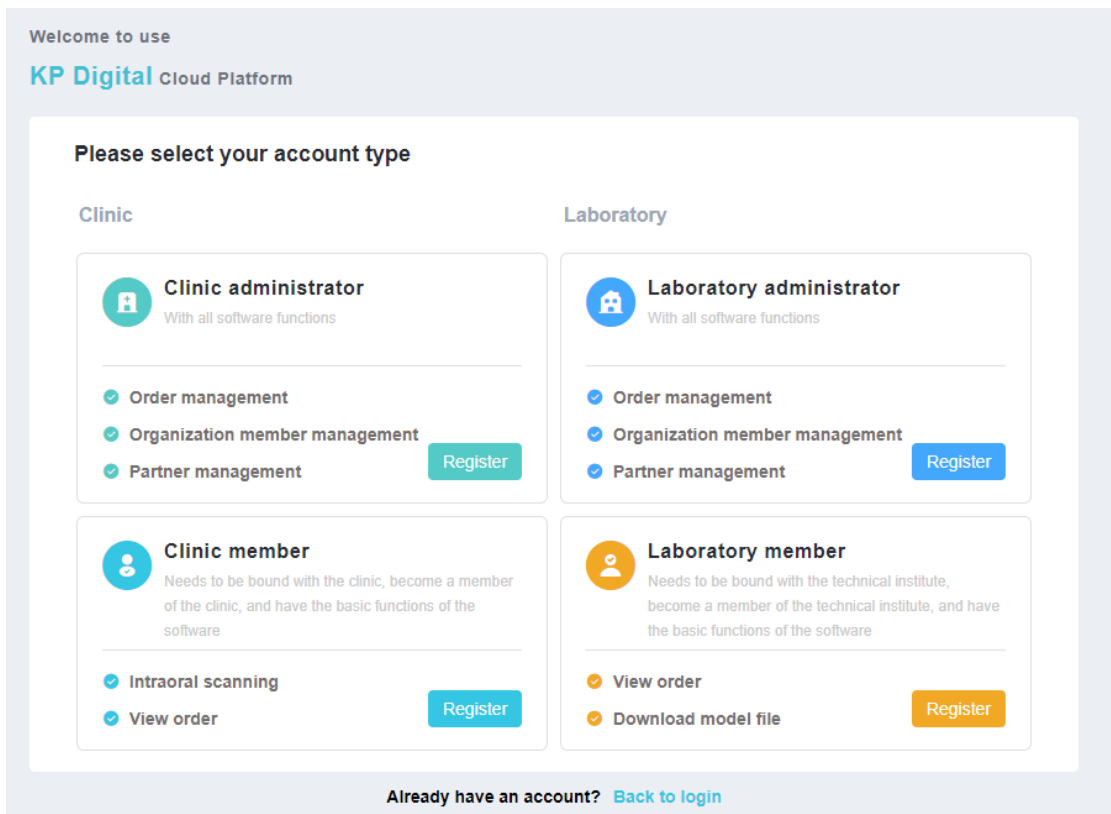 Welcome to use
KP Digital Cloud Platform
Please select your account type
Clinic
Laboratory
Clinic administrator
With all software functions
Order management
Organization member management
Partner management
Register
Laboratory administrator
With all software functions
Order management
Organization member management
Partner management
Register
Clinic member
Needs to be bound with the clinic, become a member
of the clinic, and have the basic functions of the
software
Intraoral scanning
View order
Register
Laboratory member
Needs to be bound with the technical institute,
become a member of the technical institute, and have
the basic functions of the software
View order
Download model file
Register
Already have an account? Back to login